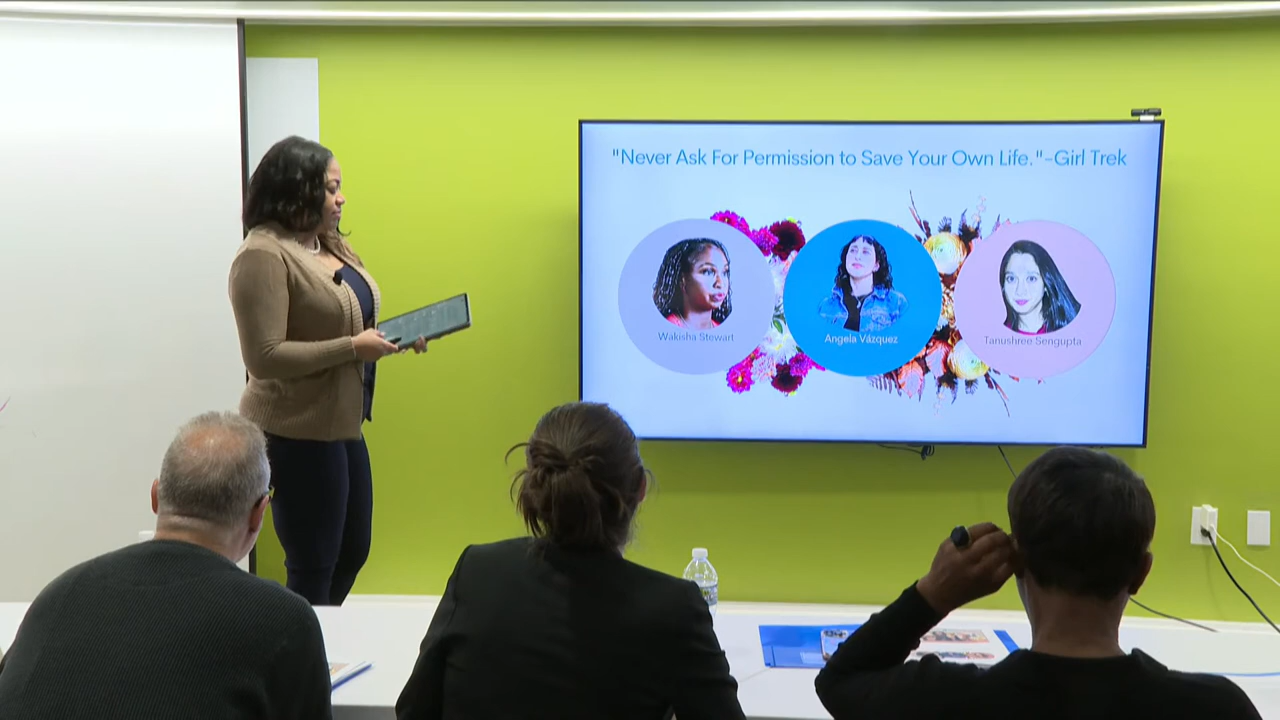 "Never Ask For Permission to Save Your Own Life."-Girl Trek
Wakisha Stewart
Angela Vázquez
Tanushree Sengupta